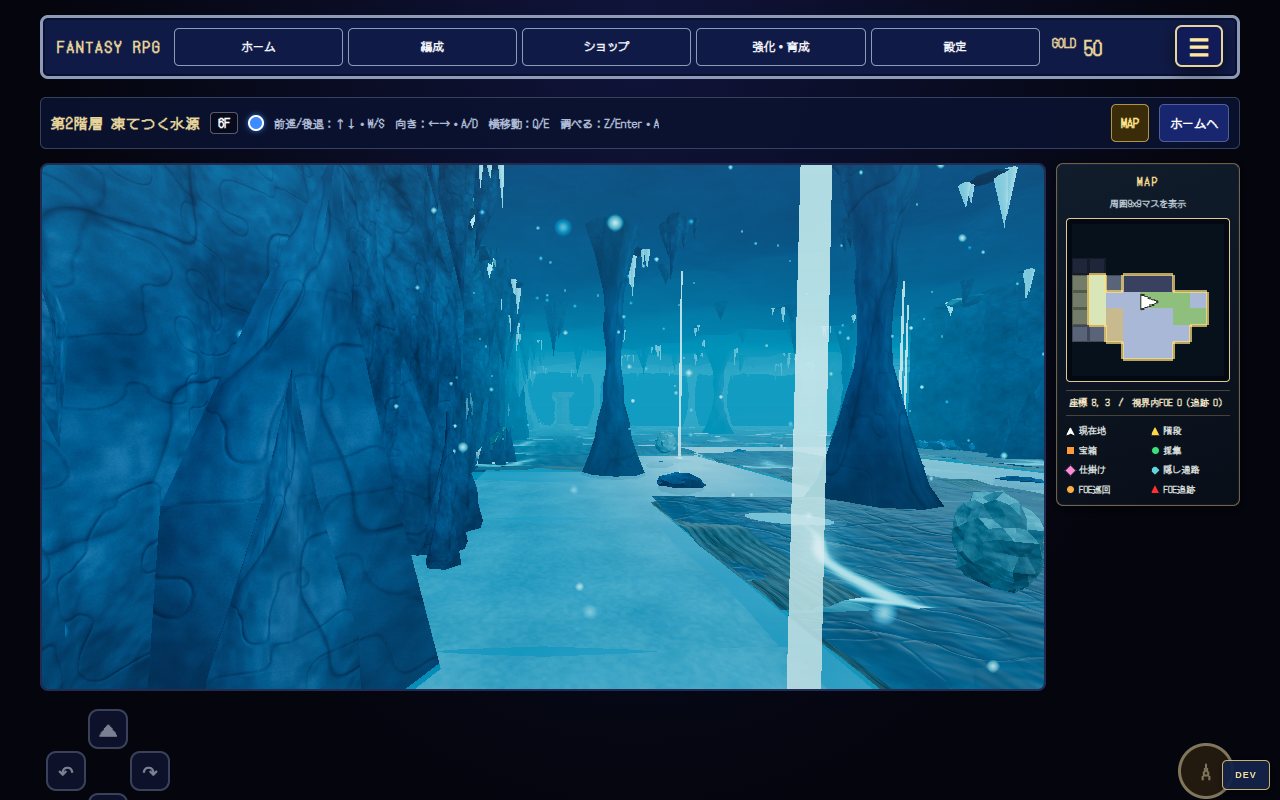 FANTASY RPG
ホーム
編成
ショップ
強化・育成
設定
GOLD 50
第2階層 凍てつく水源
6F
前進/後退：↑↓・W/S 向き：←→・A/D 横移動：Q/E 調べる：Z/Enter・A
MAP
ホームへ
MAP
周囲9x9マスを表示
座標 8, 3 / 視界内FOE 0（追跡 0）
現在地
階段
宝箱
採集
仕掛け
隠し通路
FOE巡回
FOE追跡
A
DEV